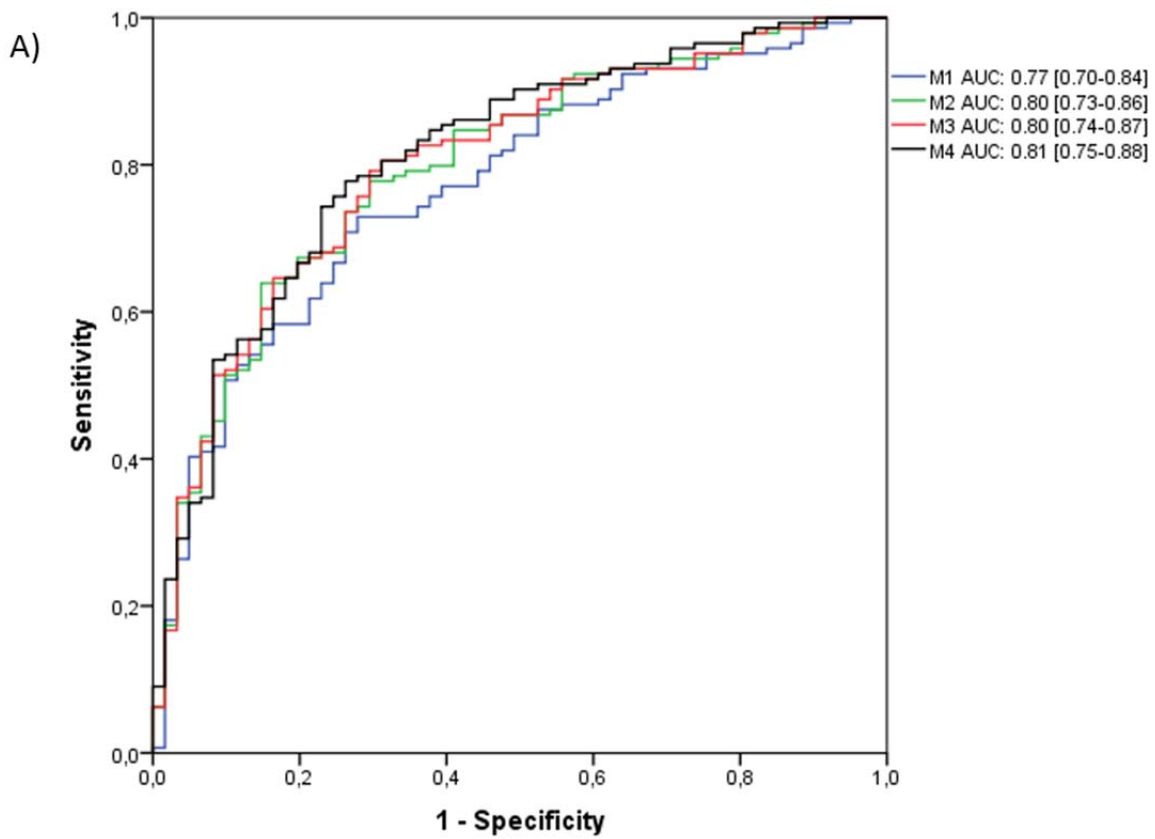 A)
1,0
0,8
0,6
0,4
0,2
0,0
Sensitivity
0,0 0,2 0,4 0,6 0,8 1,0
1 - Specificity
M1 AUC: 0.77 [0.70-0.84]
M2 AUC: 0.80 [0.73-0.86]
M3 AUC: 0.80 [0.74-0.87]
M4 AUC: 0.81 [0.75-0.88]